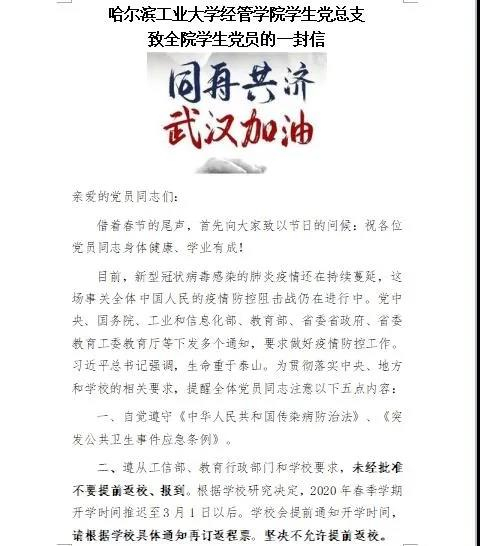 哈尔滨工业大学经管学院学生党总支
致全院学生党员的一封信
同舟共济
武汉加油
亲爱的党员同志们:
借着春节的尾声，首先向大家致以节日的问候：祝各位
党员同志身体健康、学业有成！
目前，新型冠状病毒感染的肺炎疫情还在持续蔓延，这
场事关全体中国人民的疫情防控阻击战仍在进行中。党中
央、国务院、工业和信息化部、教育部、省委省政府、省委
教育工委教育厅等下发多个通知，要求做好疫情防控工作。
习近平总书记强调，生命重于泰山。为贯彻落实中央、地方
和学校的相关要求，提醒全体党员同志注意以下五点内容：
一、自觉遵守《中华人民共和国传染病防治法》、《突
发公共卫生事件应急条例》。
二、遵从工信部、教育行政部门和学校要求，未经批准
不要提前返校、报到。根据学校研究决定，2020年春季学期
开学时间推迟至3月1日以后。学校会提前通知开学时间，
请根据学校具体通知再订返程票。坚决不允许提前返校。